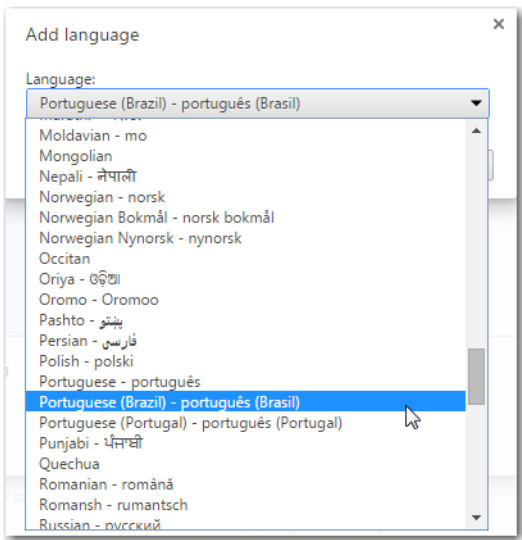 Add language
Language:
Portuguese (Brazil) - português (Brasil)
Moldavian - mo
Mongolian
Nepali - नेपाली
Norwegian - norsk
Norwegian Bokmål - norsk bokmål
Norwegian Nynorsk - nynorsk
Occitan
Oriya - ଓଡ଼ିଆ
Oromo - Oromoo
Pashto - پښتو
Persian - فارسی
Polish - polski
Portuguese - português
Portuguese (Brazil) - português (Brasil)
Portuguese (Portugal) - português (Portugal)
Punjabi - ਪੰਜਾਬੀ
Quechua
Romanian - română
Romansh - rumantsch
Russian - русский